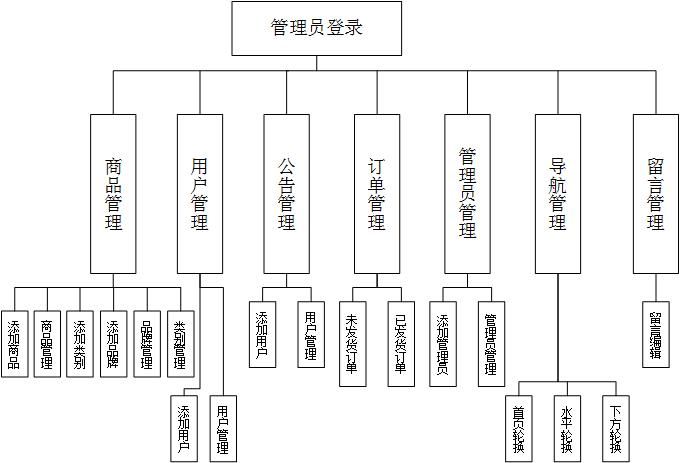 管理员登录
商品管理
用户管理
公告管理
订单管理
管理员管理
导航管理
留言管理
添加商品
商品管理
添加类别
添加品牌
品牌管理
类别管理
添加用户
用户管理
未发货订单
已发货订单
添加管理员
管理员管理
留言编辑
添加用户
用户管理
首页轮换
水平轮换
下方轮换